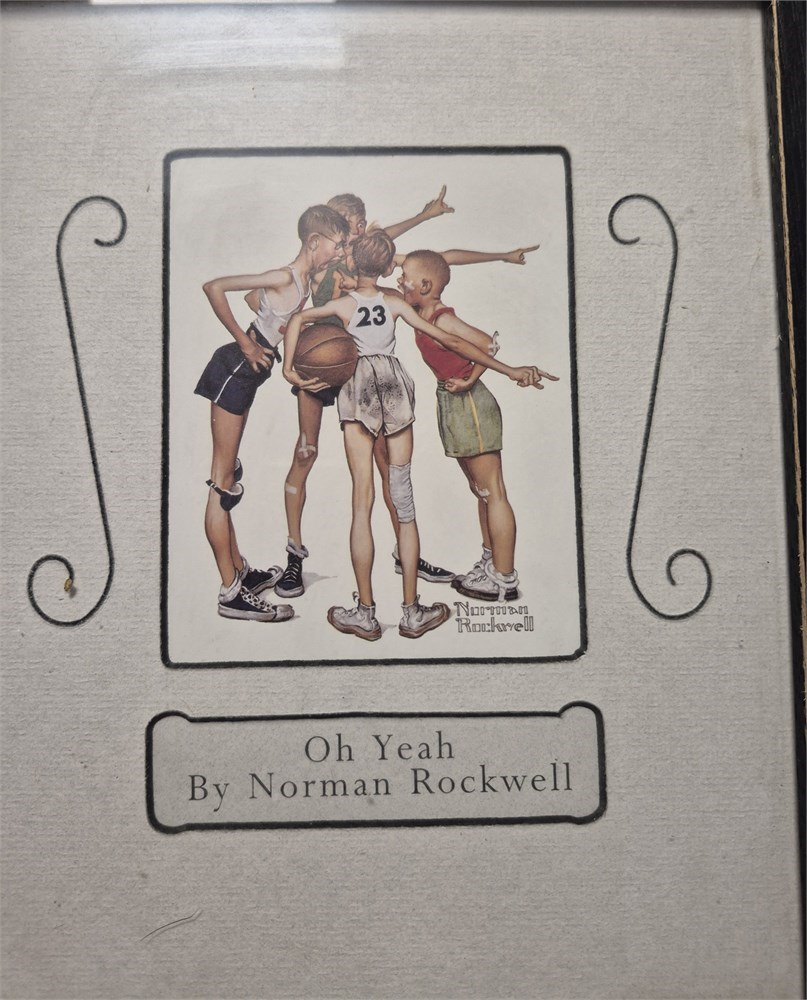 23
Norman
Rockwell
Oh Yeah
By Norman Rockwell